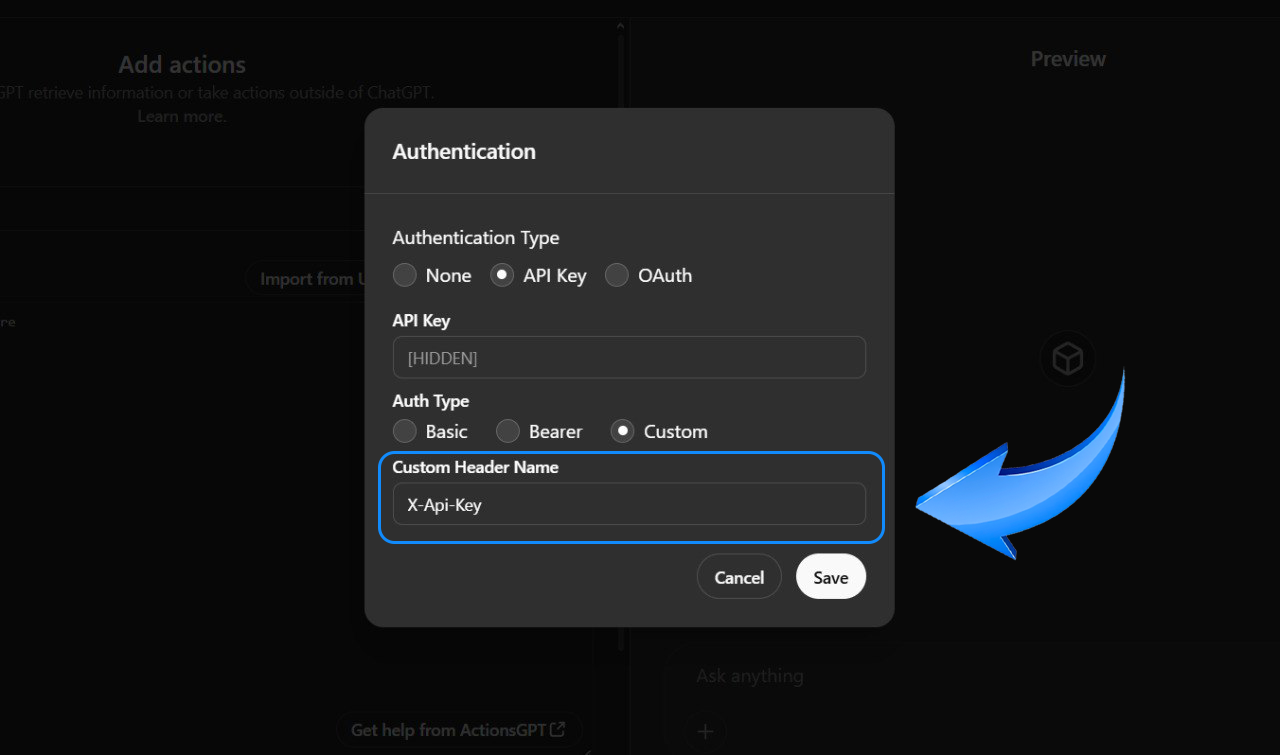 Add actions
Preview
GPT retrieve information or take actions outside of ChatGPT.
Learn more.
Authentication
Authentication Type
None
API Key
OAuth
Import from
API Key
[HIDDEN]
Auth Type
Basic
Bearer
Custom
Custom Header Name
X-Api-Key
Cancel
Save
Ask anything
Get help from ActionsGPT